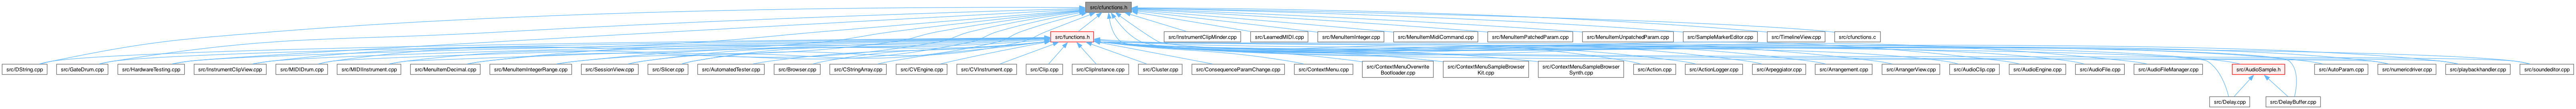 src/cfunctions.h
src/functions.h
src/InstrumentClipMinder.cpp
src/LearnedMIDI.cpp
src/MenuItemInteger.cpp
src/MenuItemMidiCommand.cpp
src/MenuItemPatchedParam.cpp
src/MenuItemUnpatchedParam.cpp
src/SampleMarkerEditor.cpp
src/TimelineView.cpp
src/cfunctions.c
src/DString.cpp
src/GateDrum.cpp
src/HardwareTesting.cpp
src/InstrumentClipView.cpp
src/MIDIDrum.cpp
src/MIDIInstrument.cpp
src/MenuItemDecimal.cpp
src/MenuItemIntegerRange.cpp
src/SessionView.cpp
src/Slicer.cpp
src/AutomatedTester.cpp
src/Browser.cpp
src/CStringArray.cpp
src/CVEngine.cpp
src/CVInstrument.cpp
src/Clip.cpp
src/ClipInstance.cpp
src/Cluster.cpp
src/ConsequenceParamChange.cpp
src/ContextMenu.cpp
src/ContextMenuOverwrite
Bootloader.cpp
src/ContextMenuSampleBrowser
Kit.cpp
src/ContextMenuSampleBrowser
Synth.cpp
src/Action.cpp
src/ActionLogger.cpp
src/Arpeggiator.cpp
src/Arrangement.cpp
src/ArrangerView.cpp
src/AudioClip.cpp
src/AudioEngine.cpp
src/AudioFile.cpp
src/AudioFileManager.cpp
src/AudioSample.h
src/AutoParam.cpp
src/numericdriver.cpp
src/playbackhandler.cpp
src/soundeditor.cpp
src/Delay.cpp
src/DelayBuffer.cpp